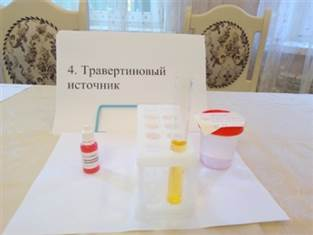 4. Травертиновый
источник